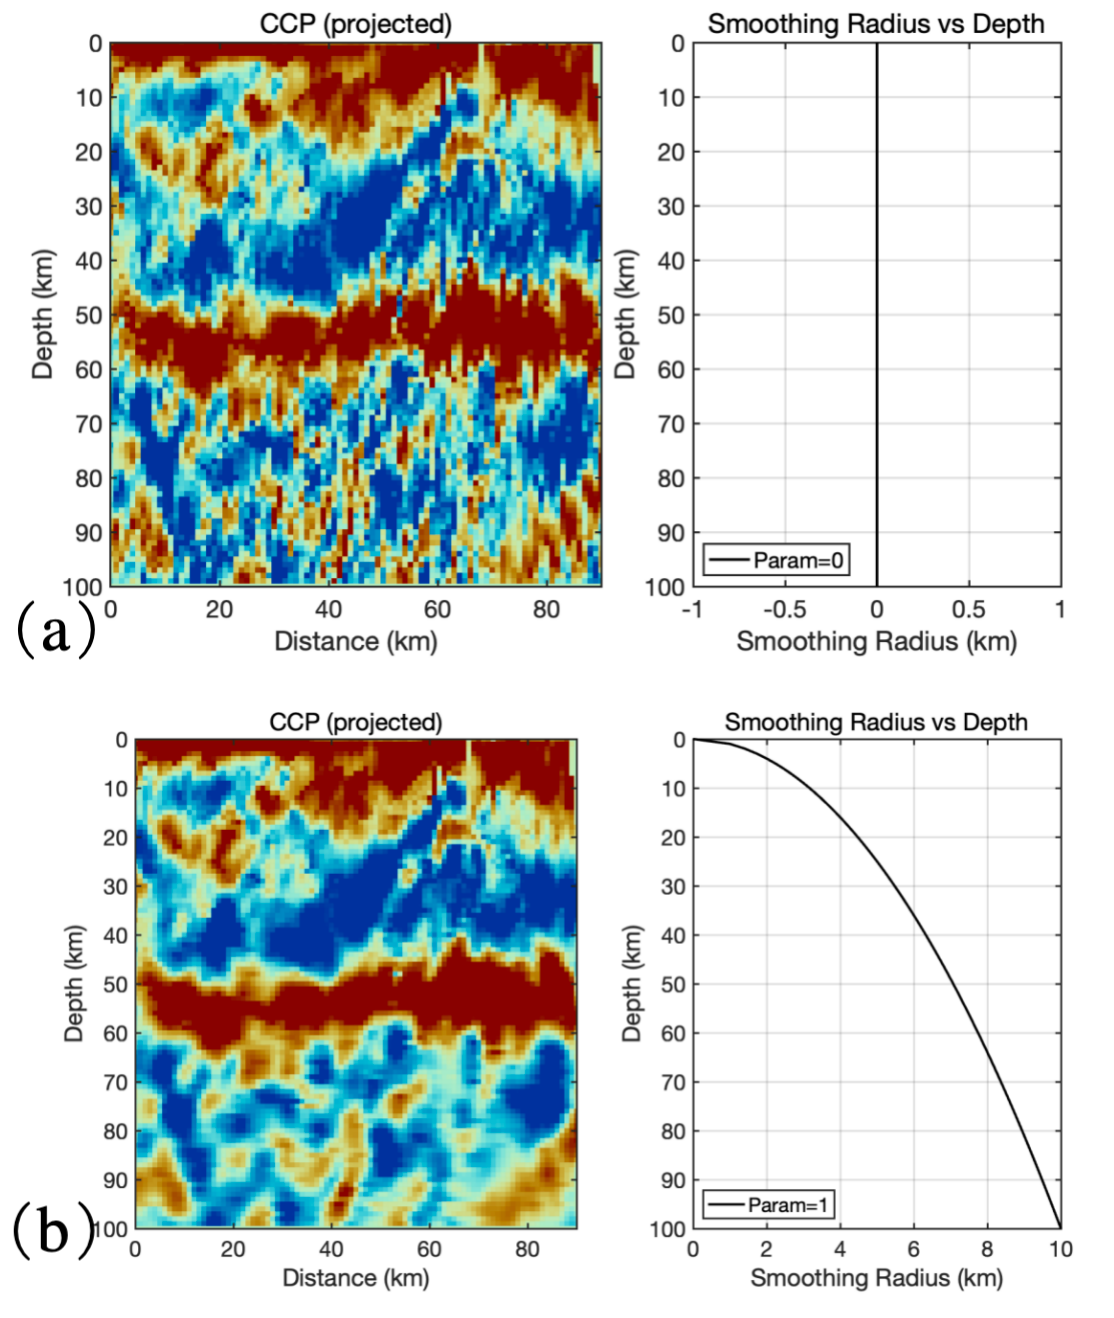 CCP (projected)
0
10
20
30
40
50
60
70
80
90
100
Depth (km)
0 20 40 60 80
Distance (km)
Smoothing Radius vs Depth
0
10
20
30
40
50
60
70
80
90
100
Depth (km)
Param=0
-1 -0.5 0 0.5 1
Smoothing Radius (km)
(a)
CCP (projected)
0
10
20
30
40
50
60
70
80
90
100
Depth (km)
0 20 40 60 80
Distance (km)
Smoothing Radius vs Depth
0
10
20
30
40
50
60
70
80
90
100
Depth (km)
Param=1
0 2 4 6 8 10
Smoothing Radius (km)
(b)